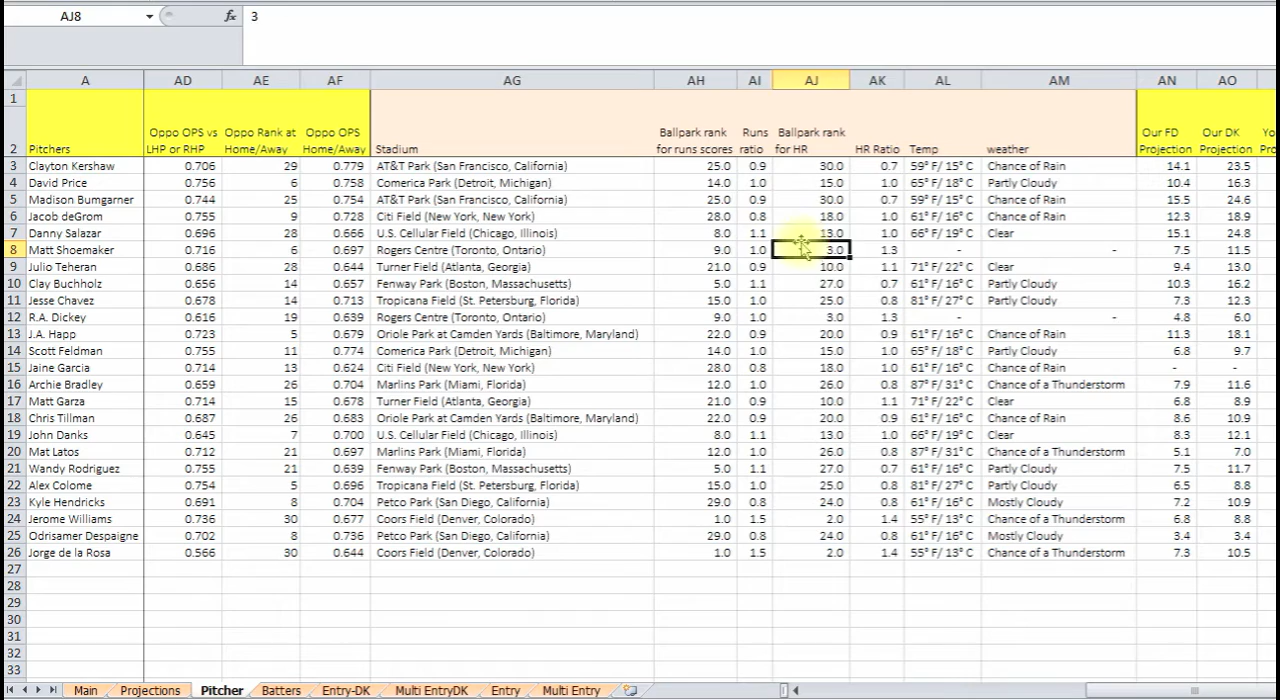 AJ8 fx 3
A AD AE AF AG AH AI AJ AK AL AM AN AO
1
Oppo OPS vs Oppo Rank at Oppo OPS Ballpark rank Runs Ballpark rank Our FD Our DK Yo
2 Pitchers LHP or RHP Home/Away Home/Away Stadium for runs scores ratio for HR HR Ratio Temp weather Projection Projection Pro
3 Clayton Kershaw 0.706 29 0.779 AT&T Park (San Francisco, California) 25.0 0.9 30.0 0.7 59° F/ 15° C Chance of Rain 14.1 23.5
4 David Price 0.756 6 0.758 Comerica Park (Detroit, Michigan) 14.0 1.0 15.0 1.0 65° F/ 18° C Partly Cloudy 10.4 16.3
5 Madison Bumgarner 0.744 25 0.754 AT&T Park (San Francisco, California) 25.0 0.9 30.0 0.7 59° F/ 15° C Chance of Rain 15.5 24.6
6 Jacob deGrom 0.755 9 0.728 Citi Field (New York, New York) 28.0 0.8 18.0 1.0 61° F/ 16° C Chance of Rain 12.3 18.9
7 Danny Salazar 0.696 28 0.666 U.S. Cellular Field (Chicago, Illinois) 8.0 1.1 13.0 1.0 66° F/ 19° C Clear 15.1 24.8
8 Matt Shoemaker 0.716 6 0.697 Rogers Centre (Toronto, Ontario) 9.0 1.0 3.0 1.3 - - 7.5 11.5
9 Julio Teheran 0.686 28 0.644 Turner Field (Atlanta, Georgia) 21.0 0.9 10.0 1.1 71° F/ 22° C Clear 9.4 13.0
10 Clay Buchholz 0.656 14 0.657 Fenway Park (Boston, Massachusetts) 5.0 1.1 27.0 0.7 61° F/ 16° C Partly Cloudy 10.3 16.2
11 Jesse Chavez 0.678 14 0.713 Tropicana Field (St. Petersburg, Florida) 15.0 1.0 25.0 0.8 81° F/ 27° C Partly Cloudy 7.3 12.3
12 R.A. Dickey 0.616 19 0.639 Rogers Centre (Toronto, Ontario) 9.0 1.0 3.0 1.3 - - 4.8 6.0
13 J.A. Happ 0.723 5 0.679 Oriole Park at Camden Yards (Baltimore, Maryland) 22.0 0.9 20.0 0.9 61° F/ 16° C Chance of Rain 11.3 18.1
14 Scott Feldman 0.755 11 0.774 Comerica Park (Detroit, Michigan) 14.0 1.0 15.0 1.0 65° F/ 18° C Partly Cloudy 6.8 9.7
15 Jaine Garcia 0.714 13 0.624 Citi Field (New York, New York) 28.0 0.8 18.0 1.0 61° F/ 16° C Chance of Rain - -
16 Archie Bradley 0.659 26 0.704 Marlins Park (Miami, Florida) 12.0 1.0 26.0 0.8 87° F/ 31° C Chance of a Thunderstorm 7.9 11.6
17 Matt Garza 0.714 15 0.678 Turner Field (Atlanta, Georgia) 21.0 0.9 10.0 1.1 71° F/ 22° C Clear 6.8 8.9
18 Chris Tillman 0.687 26 0.683 Oriole Park at Camden Yards (Baltimore, Maryland) 22.0 0.9 20.0 0.9 61° F/ 16° C Chance of Rain 8.6 10.9
19 John Danks 0.645 7 0.700 U.S. Cellular Field (Chicago, Illinois) 8.0 1.1 13.0 1.0 66° F/ 19° C Clear 8.3 12.1
20 Mat Latos 0.712 21 0.697 Marlins Park (Miami, Florida) 12.0 1.0 26.0 0.8 87° F/ 31° C Chance of a Thunderstorm 5.1 7.0
21 Wandy Rodriguez 0.755 21 0.639 Fenway Park (Boston, Massachusetts) 5.0 1.1 27.0 0.7 61° F/ 16° C Partly Cloudy 7.5 11.7
22 Alex Colome 0.754 5 0.696 Tropicana Field (St. Petersburg, Florida) 15.0 1.0 25.0 0.8 81° F/ 27° C Partly Cloudy 6.5 8.8
23 Kyle Hendricks 0.691 8 0.704 Petco Park (San Diego, California) 29.0 0.8 24.0 0.8 61° F/ 16° C Mostly Cloudy 7.2 10.9
24 Jerome Williams 0.736 30 0.677 Coors Field (Denver, Colorado) 1.0 1.5 2.0 1.4 55° F/ 13° C Chance of a Thunderstorm 6.8 8.8
25 Odrisamer Despaigne 0.702 8 0.736 Petco Park (San Diego, California) 29.0 0.8 24.0 0.8 61° F/ 16° C Mostly Cloudy 3.4 3.4
26 Jorge de la Rosa 0.566 30 0.644 Coors Field (Denver, Colorado) 1.0 1.5 2.0 1.4 55° F/ 13° C Chance of a Thunderstorm 7.3 10.5
27
28
29
30
31
32
33
Main Projections Pitcher Batters Entry-DK Multi EntryDK Entry Multi Entry